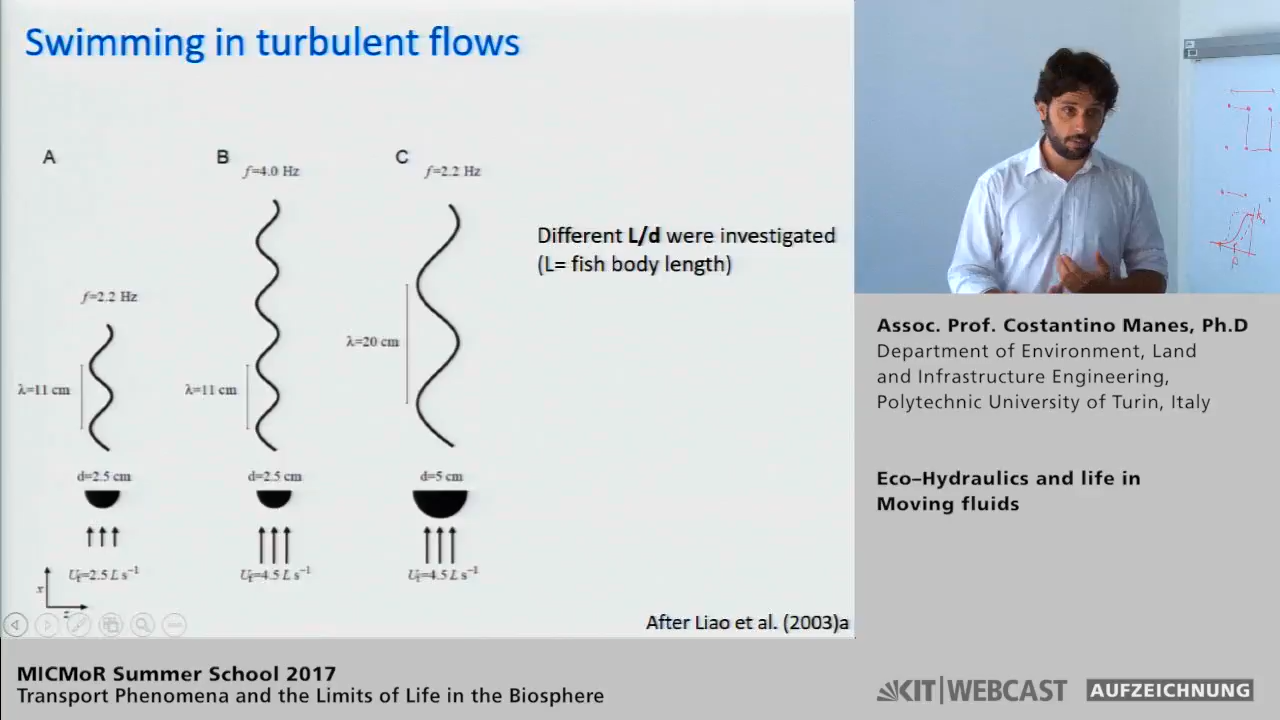 Swimming in turbulent flows
A
B
C
f=2.2 Hz
f=4.0 Hz
f=2.2 Hz
λ=11 cm
λ=11 cm
λ=20 cm
d=2.5 cm
d=2.5 cm
d=5 cm
Uf=2.5 L s⁻¹
Uf=4.5 L s⁻¹
Uf=4.5 L s⁻¹
x
z
Different L/d were investigated
(L= fish body length)
After Liao et al. (2003)a
Assoc. Prof. Costantino Manes, Ph.D
Department of Environment, Land
and Infrastructure Engineering,
Polytechnic University of Turin, Italy
Eco–Hydraulics and life in
Moving fluids
MICMoR Summer School 2017
Transport Phenomena and the Limits of Life in the Biosphere
KIT|WEBCAST
AUFZEICHNUNG